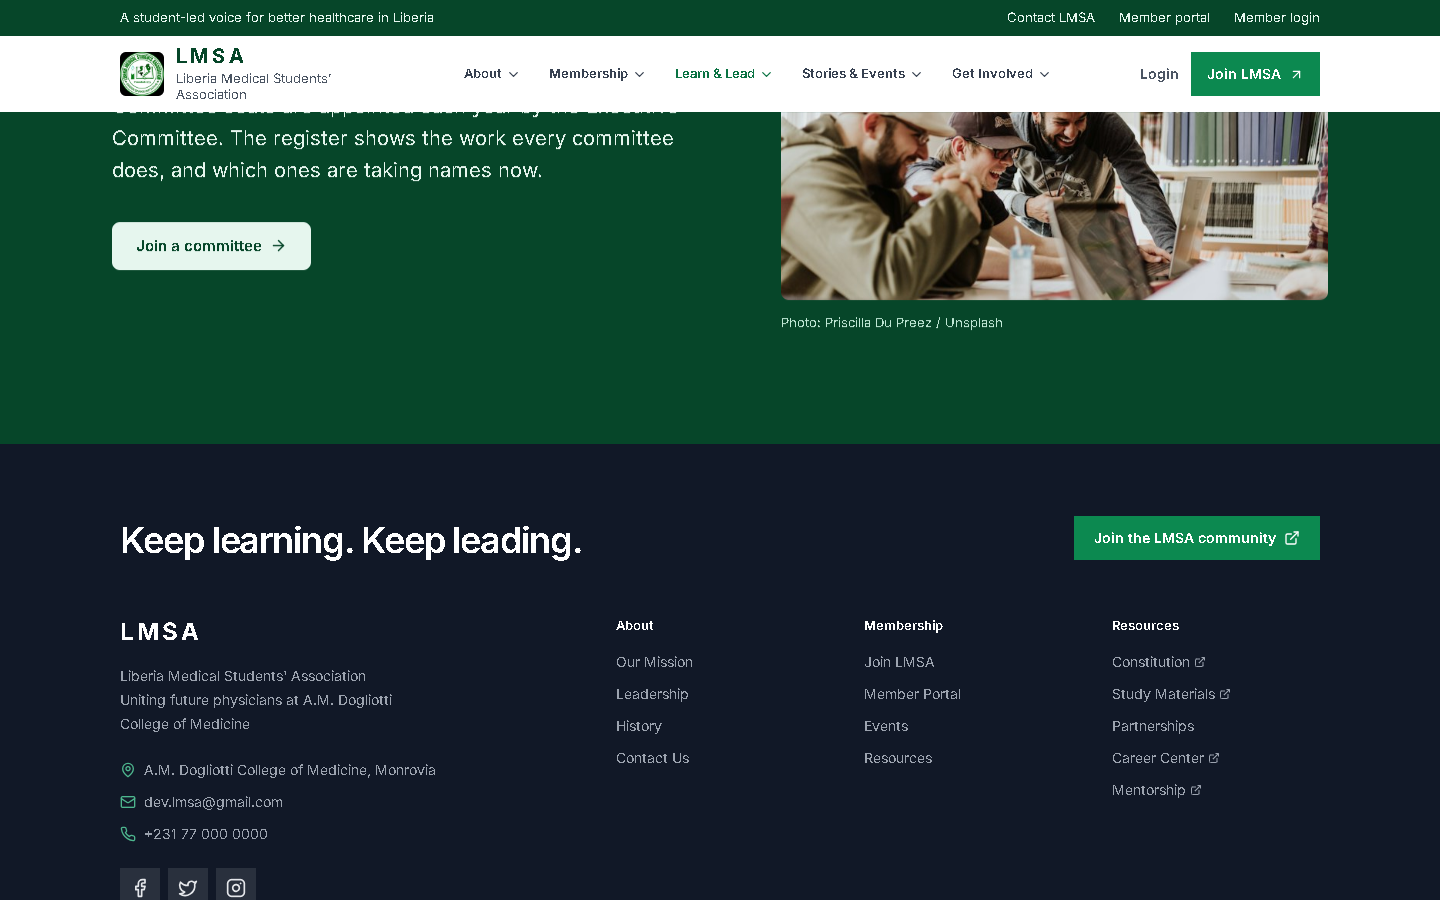 A student-led voice for better healthcare in Liberia
Contact LMSA
Member portal
Member login
LMSA
Liberia Medical Students'
Association
About
Membership
Learn & Lead
Stories & Events
Get Involved
Login
Join LMSA
Committee. The register shows the work every committee
does, and which ones are taking names now.
Join a committee
Photo: Priscilla Du Preez / Unsplash
Keep learning. Keep leading.
Join the LMSA community
LMSA
Liberia Medical Students' Association
Uniting future physicians at A.M. Dogliotti
College of Medicine
A.M. Dogliotti College of Medicine, Monrovia
dev.lmsa@gmail.com
+231 77 000 0000
About
Our Mission
Leadership
History
Contact Us
Membership
Join LMSA
Member Portal
Events
Resources
Resources
Constitution
Study Materials
Partnerships
Career Center
Mentorship